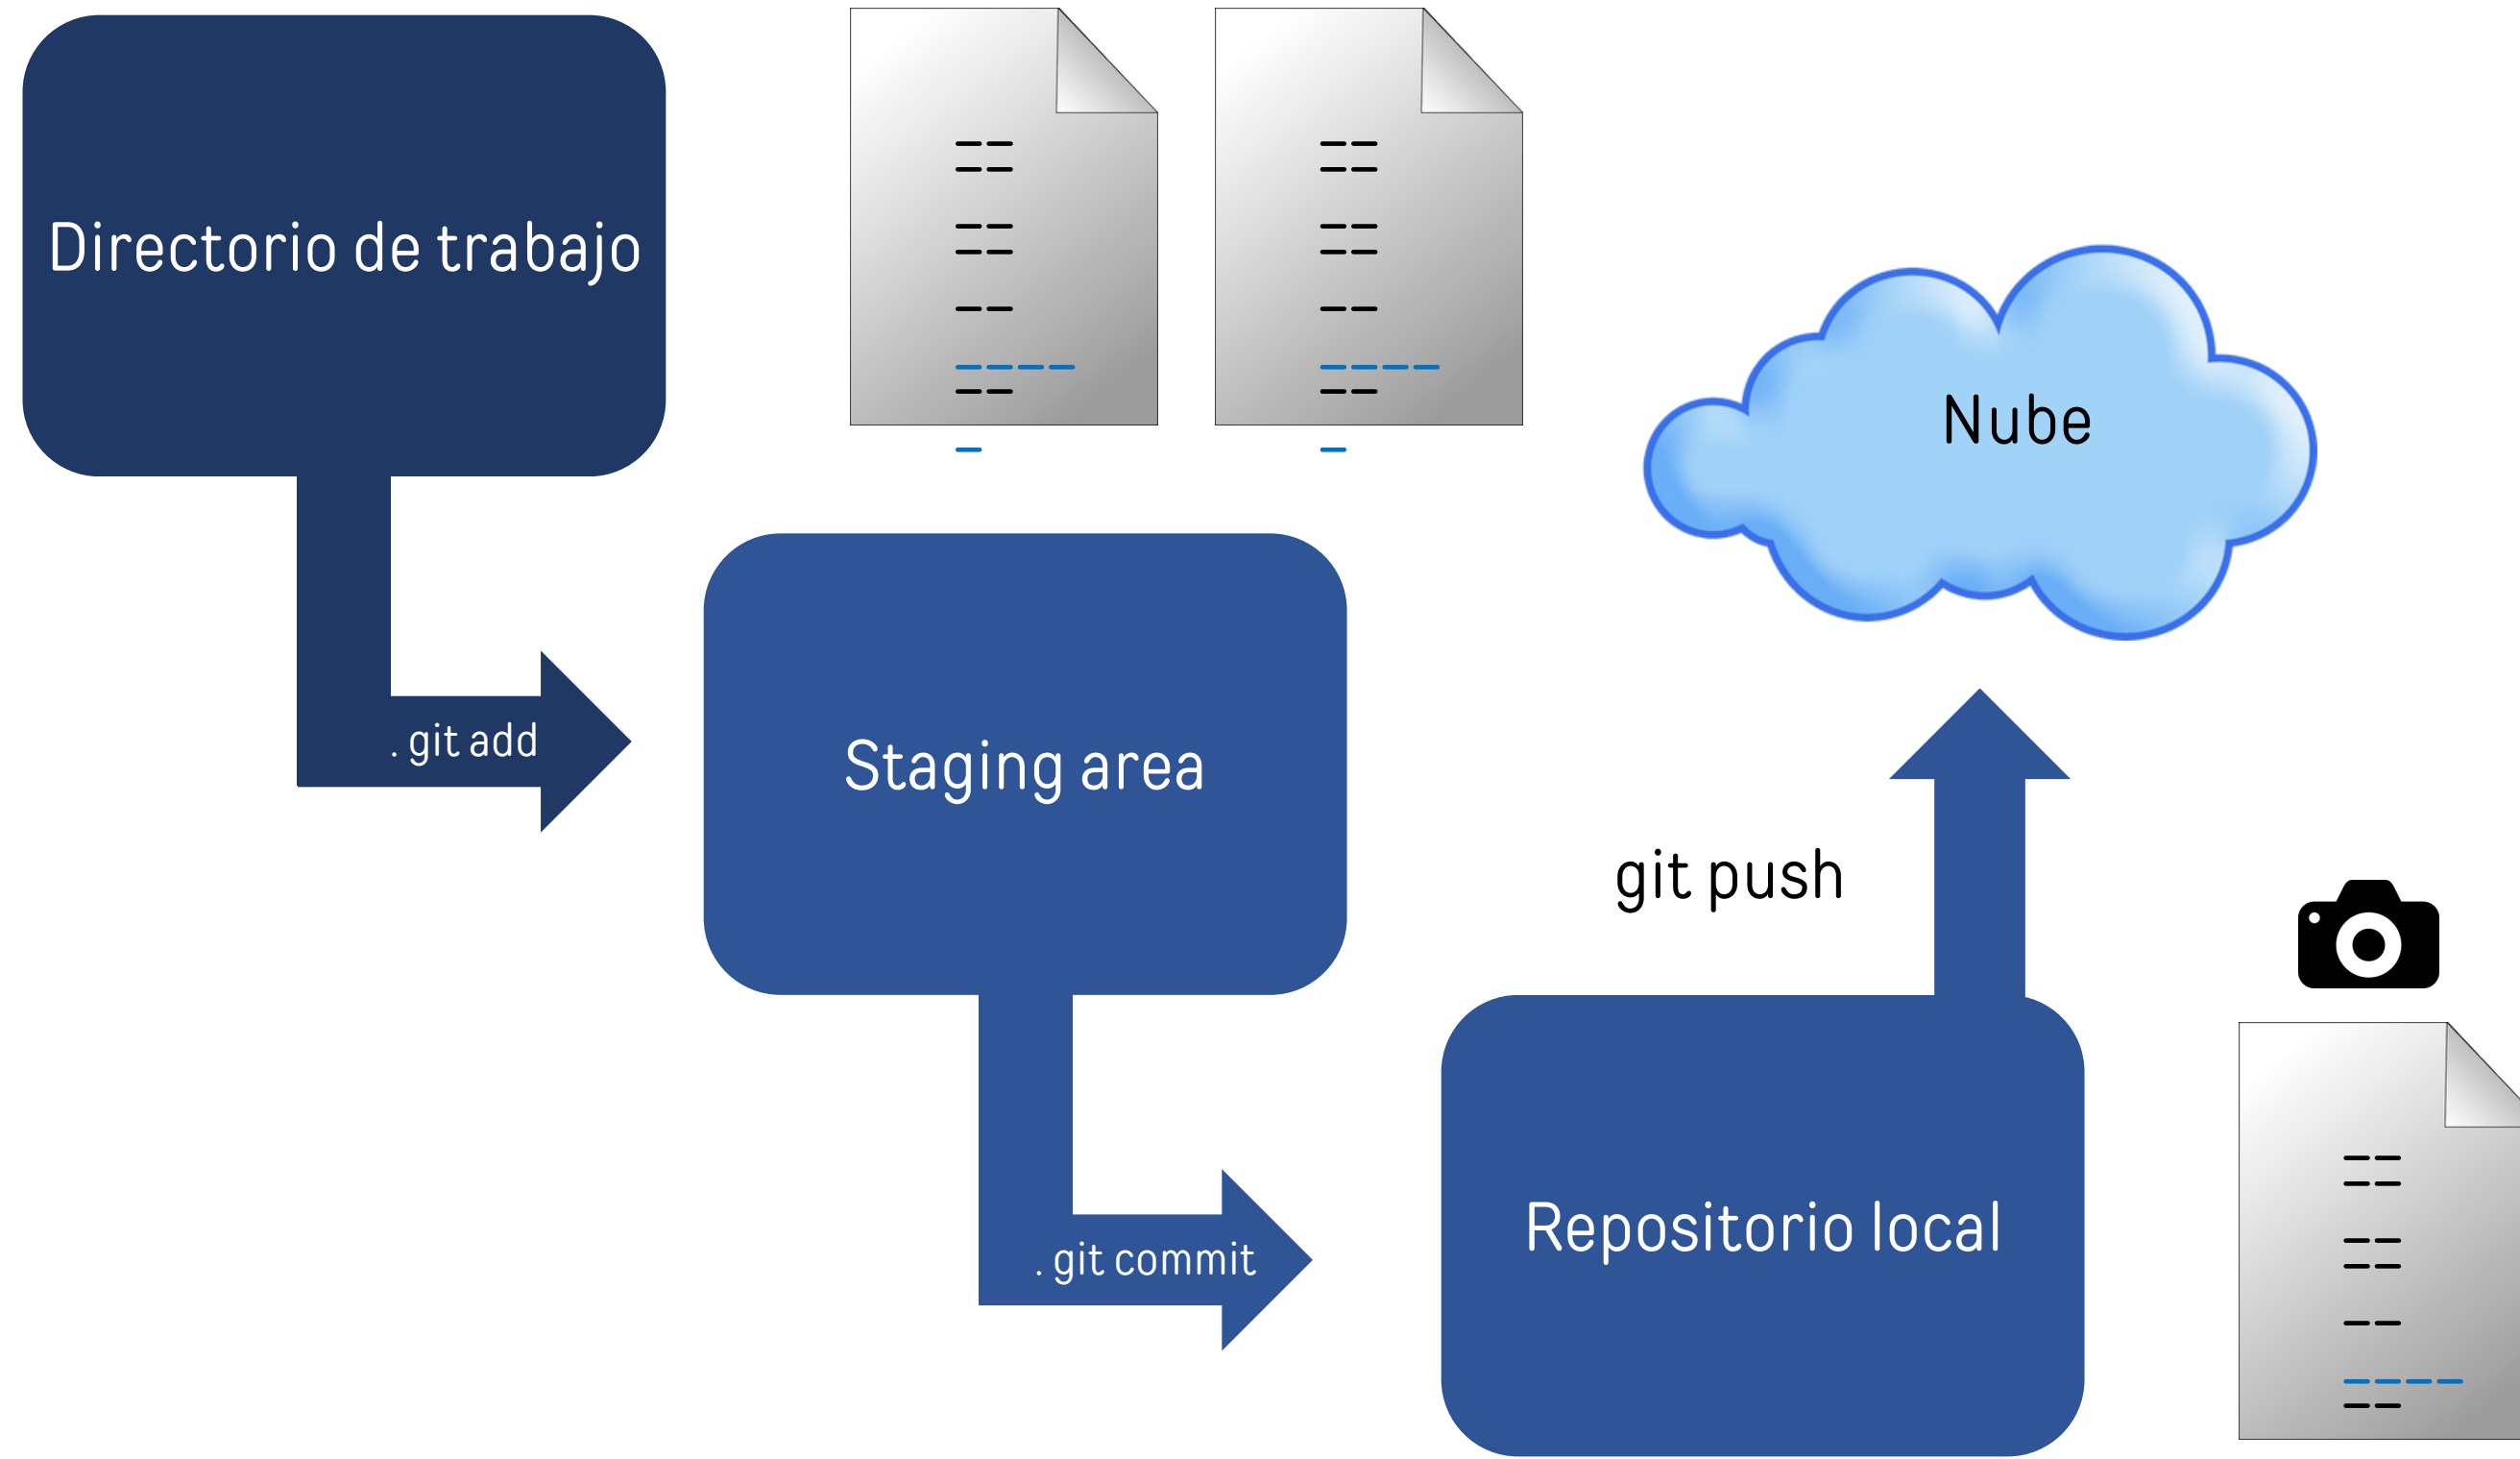 Directorio de trabajo
Nube
. git add
Staging area
git push
. git commit
Repositorio local